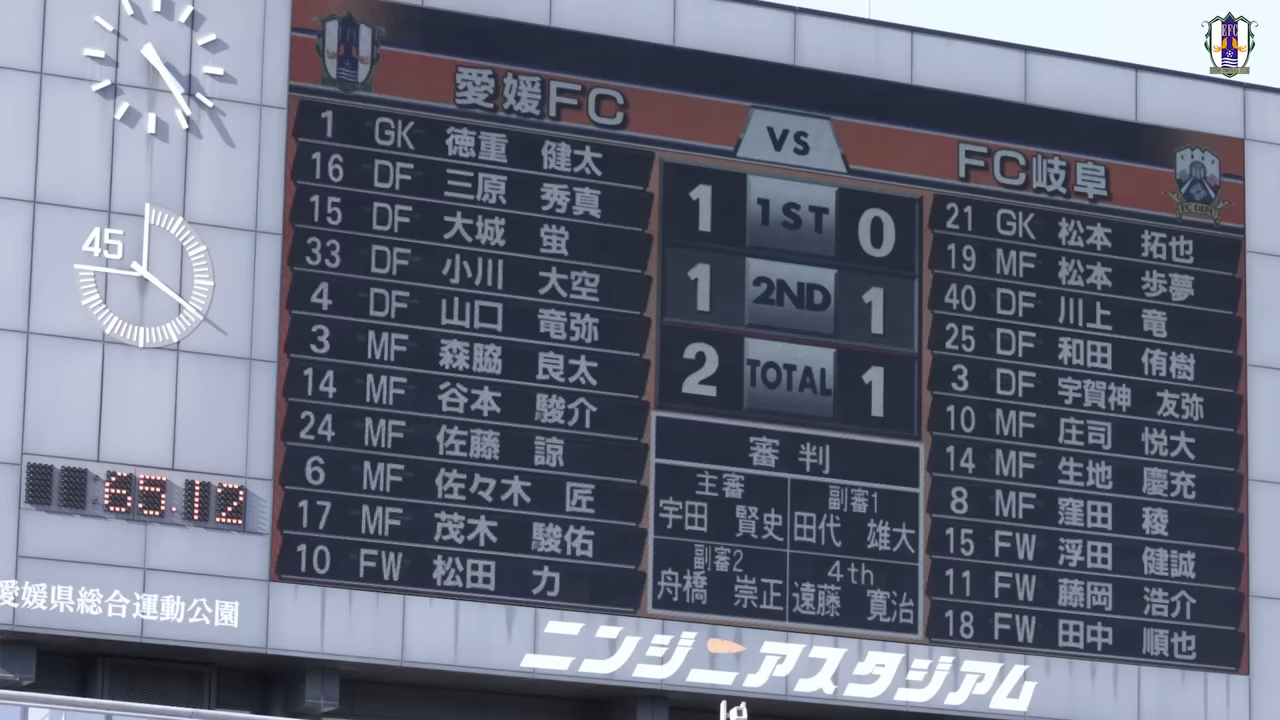 愛媛FC
VS
FC岐阜
1 GK 徳重 健太
16 DF 三原 秀真
15 DF 大城 蛍
33 DF 小川 大空
4 DF 山口 竜弥
3 MF 森脇 良太
14 MF 谷本 駿介
24 MF 佐藤 諒
6 MF 佐々木 匠
17 MF 茂木 駿佑
10 FW 松田 力
1 1ST 0
1 2ND 1
2 TOTAL 1
審判
主審
宇田 賢史
副審1
田代 雄大
副審2
舟橋 崇正
4th
遠藤 寛治
21 GK 松本 拓也
19 MF 松本 歩夢
40 DF 川上 竜
25 DF 和田 侑樹
3 DF 宇賀神 友弥
10 MF 庄司 悦大
14 MF 生地 慶充
8 MF 窪田 稜
15 FW 浮田 健誠
11 FW 藤岡 浩介
18 FW 田中 順也
45
65.12
愛媛県総合運動公園
ニンジニアスタジアム
EFC